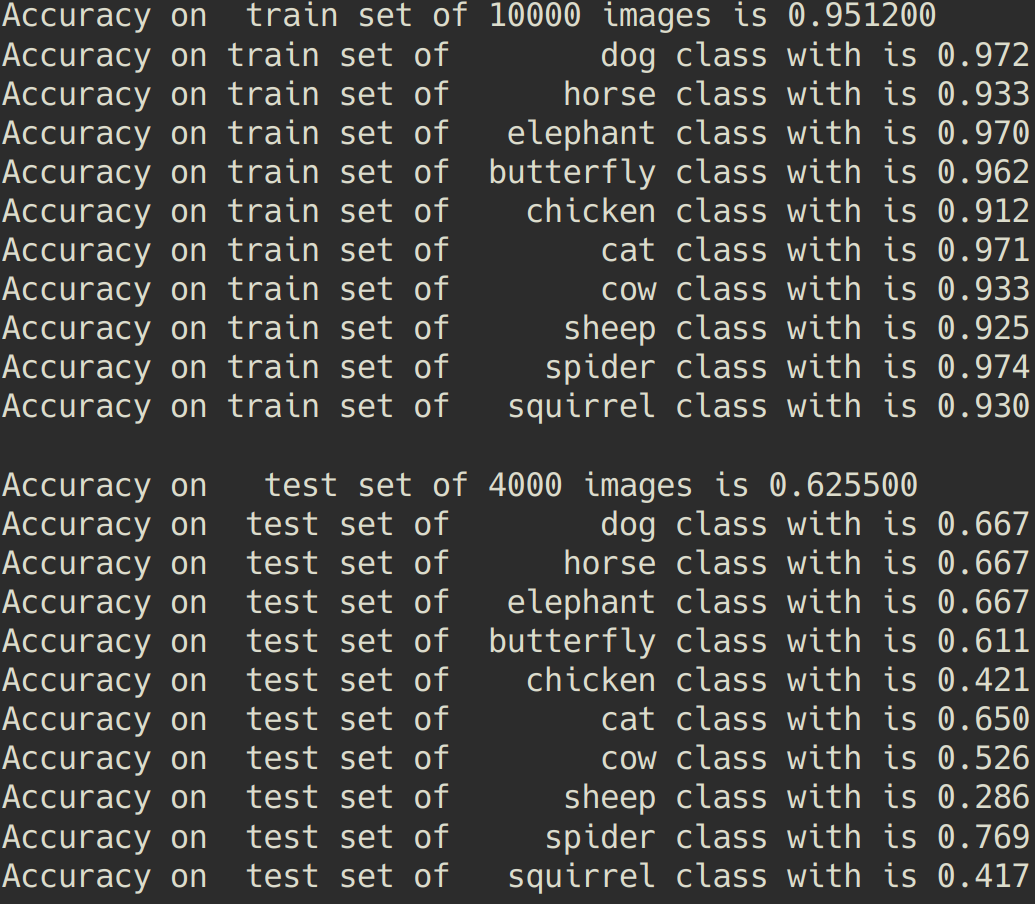 Accuracy on  train set of 10000 images is 0.951200
Accuracy on train set of        dog class with is 0.972
Accuracy on train set of      horse class with is 0.933
Accuracy on train set of   elephant class with is 0.970
Accuracy on train set of  butterfly class with is 0.962
Accuracy on train set of    chicken class with is 0.912
Accuracy on train set of        cat class with is 0.971
Accuracy on train set of        cow class with is 0.933
Accuracy on train set of      sheep class with is 0.925
Accuracy on train set of     spider class with is 0.974
Accuracy on train set of   squirrel class with is 0.930

Accuracy on   test set of 4000 images is 0.625500
Accuracy on  test set of        dog class with is 0.667
Accuracy on  test set of      horse class with is 0.667
Accuracy on  test set of   elephant class with is 0.667
Accuracy on  test set of  butterfly class with is 0.611
Accuracy on  test set of    chicken class with is 0.421
Accuracy on  test set of        cat class with is 0.650
Accuracy on  test set of        cow class with is 0.526
Accuracy on  test set of      sheep class with is 0.286
Accuracy on  test set of     spider class with is 0.769
Accuracy on  test set of   squirrel class with is 0.417